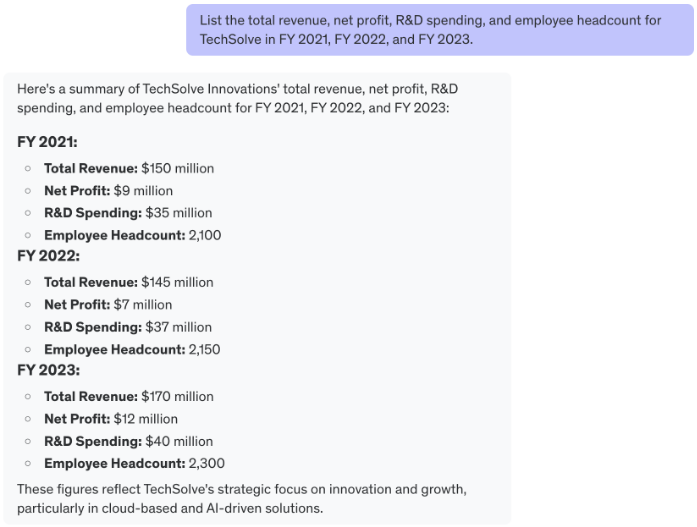 List the total revenue, net profit, R&D spending, and employee headcount for
TechSolve in FY 2021, FY 2022, and FY 2023.
Here's a summary of TechSolve Innovations' total revenue, net profit, R&D
spending, and employee headcount for FY 2021, FY 2022, and FY 2023:
FY 2021:
Total Revenue: $150 million
Net Profit: $9 million
R&D Spending: $35 million
Employee Headcount: 2,100
FY 2022:
Total Revenue: $145 million
Net Profit: $7 million
R&D Spending: $37 million
Employee Headcount: 2,150
FY 2023:
Total Revenue: $170 million
Net Profit: $12 million
R&D Spending: $40 million
Employee Headcount: 2,300
These figures reflect TechSolve's strategic focus on innovation and growth,
particularly in cloud-based and AI-driven solutions.